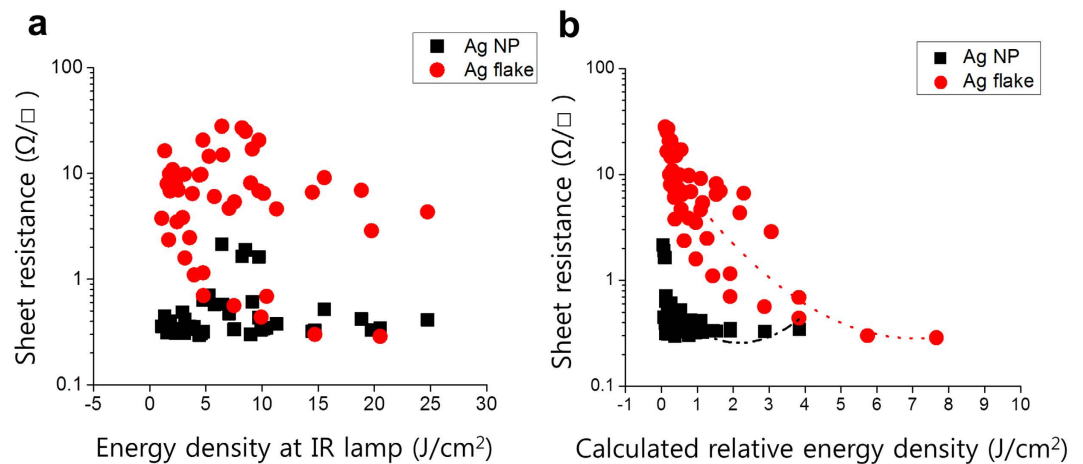 a
Ag NP
Ag flake
100
10
1
0.1
-5 0 5 10 15 20 25 30
Sheet resistance (Ω/□ )
Energy density at IR lamp (J/cm²)
b
Ag NP
Ag flake
100
10
1
0.1
-1 0 1 2 3 4 5 6 7 8 9 10
Sheet resistance (Ω/□ )
Calculated relative energy density (J/cm²)